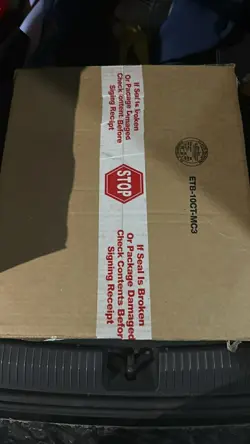 If Seal Is Broken
Or Package Damaged
Check Contents Before
Signing Receipt
STOP
If Seal Is Broken
Or Package Damaged
Check Contents Before
Signing Receipt
ETB-10CT-MC3